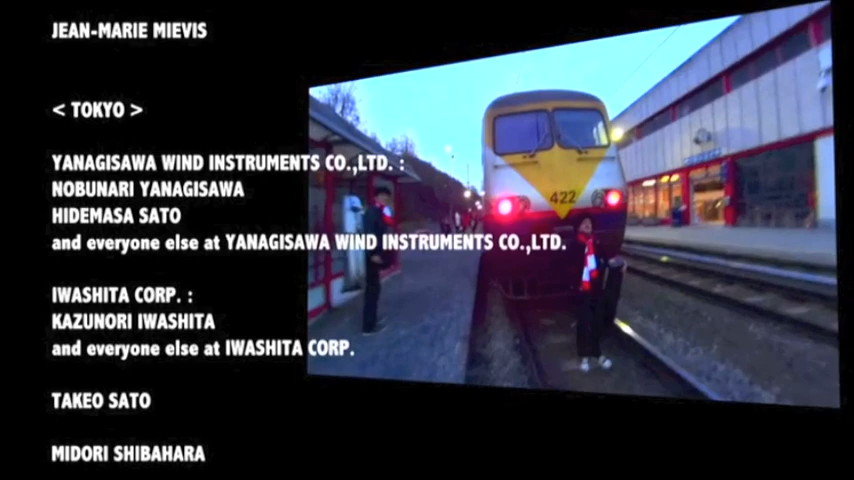 JEAN-MARIE MIEVIS
< TOKYO >
YANAGISAWA WIND INSTRUMENTS CO.,LTD. :
NOBUNARI YANAGISAWA
HIDEMASA SATO
and everyone else at YANAGISAWA WIND INSTRUMENTS CO.,LTD.
IWASHITA CORP. :
KAZUNORI IWASHITA
and everyone else at IWASHITA CORP.
TAKEO SATO
MIDORI SHIBAHARA
422